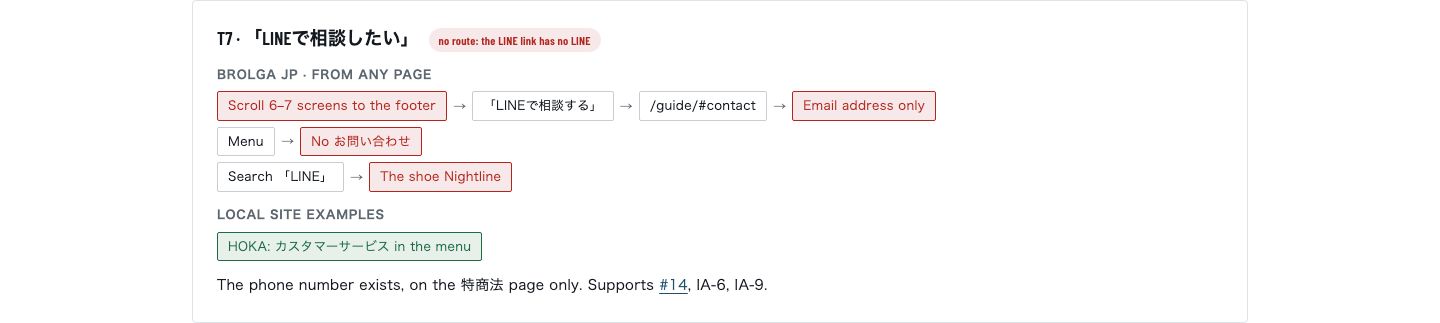 T7 · 「LINEで相談したい」 no route: the LINE link has no LINE
BROLGA JP · FROM ANY PAGE
Scroll 6–7 screens to the footer → 「LINEで相談する」 → /guide/#contact → Email address only
Menu → No お問い合わせ
Search 「LINE」 → The shoe Nightline
LOCAL SITE EXAMPLES
HOKA: カスタマーサービス in the menu
The phone number exists, on the 特商法 page only. Supports #14, IA-6, IA-9.